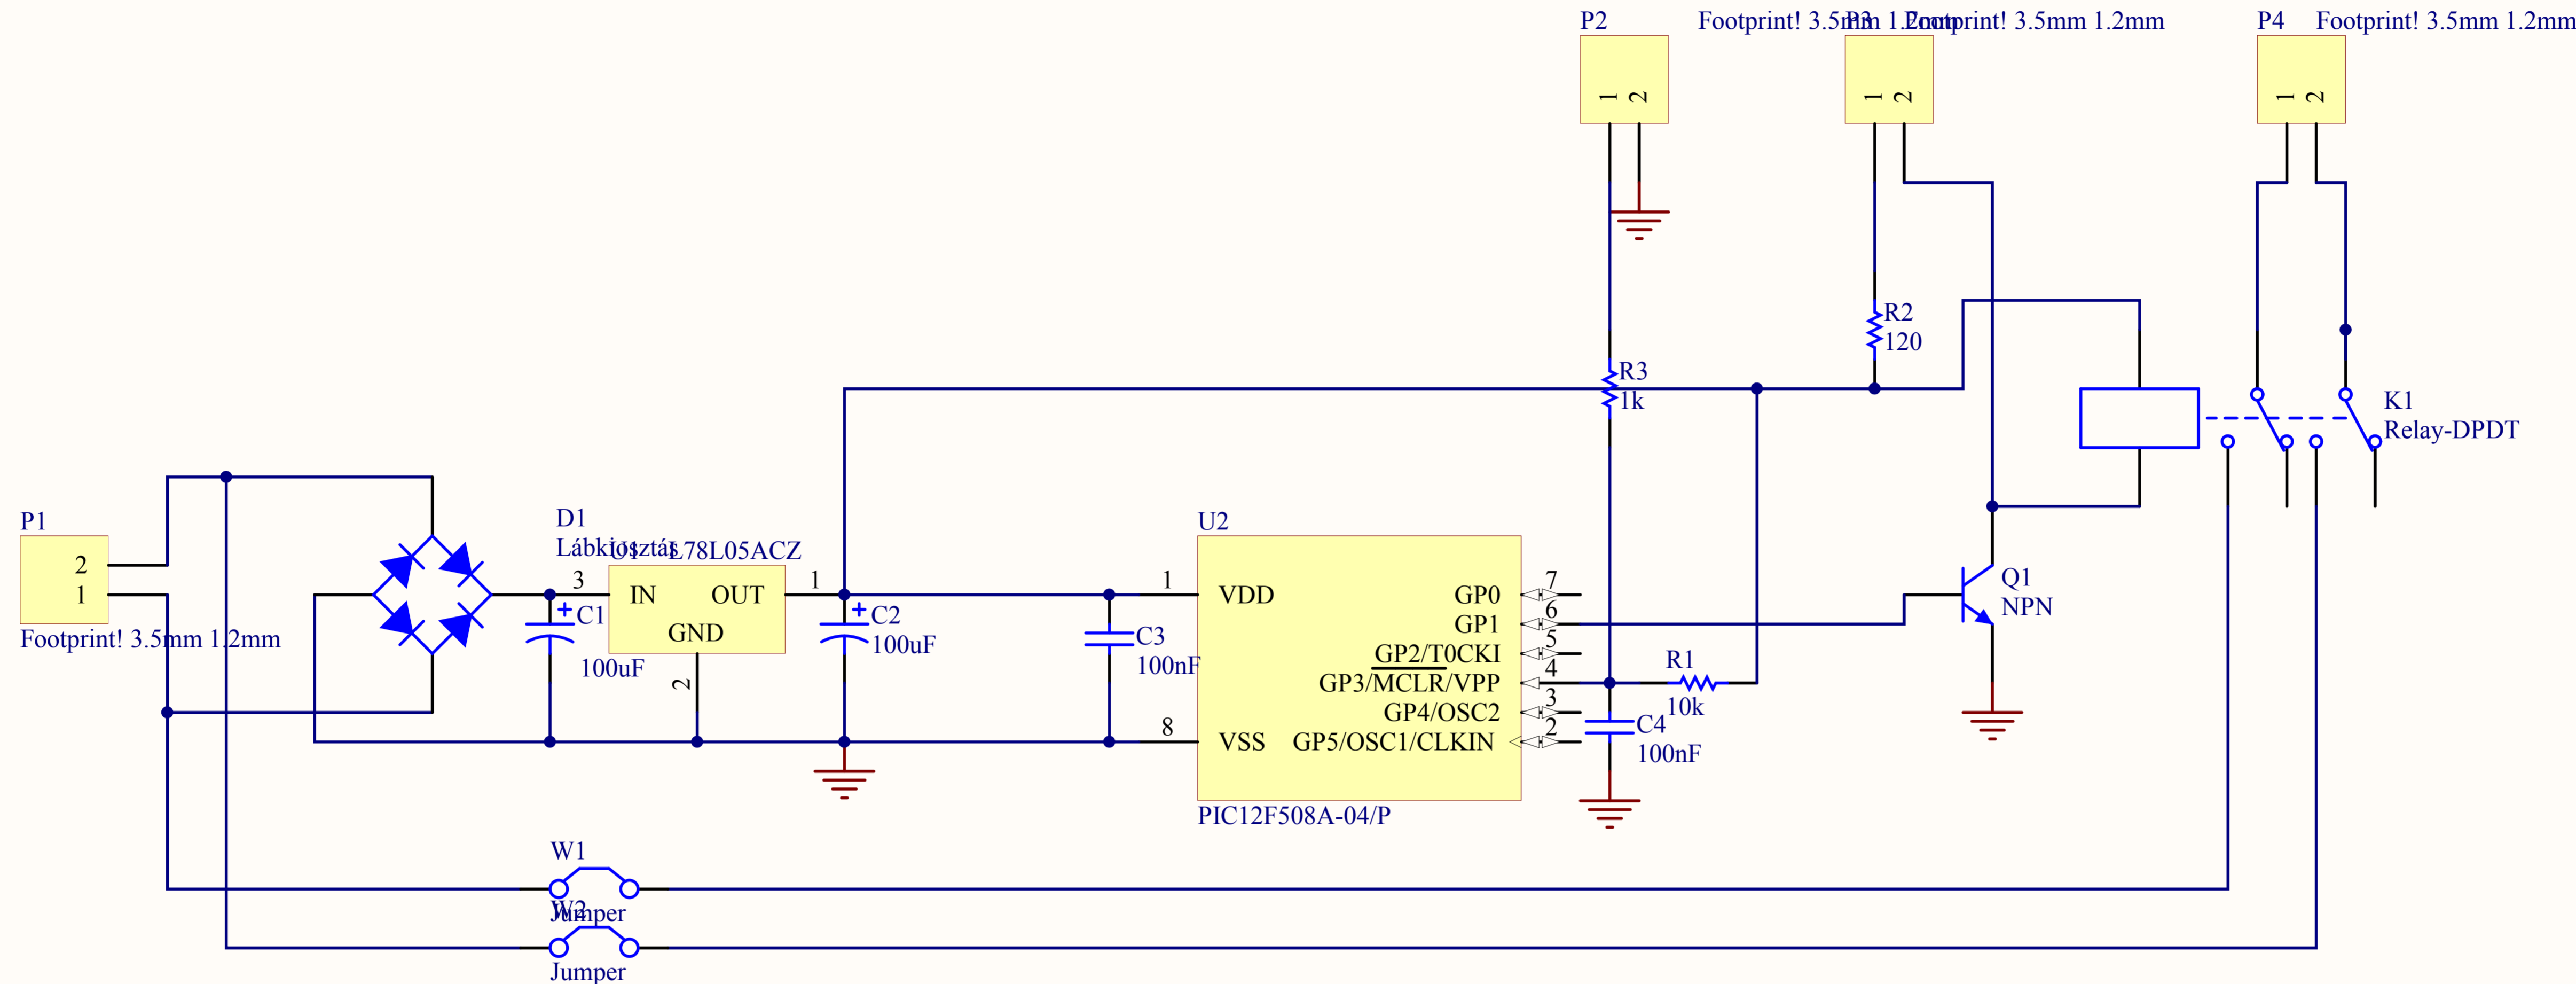 P2
Footprint! 3.5mm 1.2mm
P3
Footprint! 3.5mm 1.2mm
P4
Footprint! 3.5mm 1.2mm
1
2
1
2
1
2
R2
120
R3
1k
K1
Relay-DPDT
P1
2
1
Footprint! 3.5mm 1.2mm
D1
Lábkiosztás
U1
L78L05ACZ
3
IN
OUT
1
GND
2
+
C1
100uF
+
C2
100uF
C3
100nF
U2
1
VDD
8
VSS
GP0
7
GP1
6
GP2/T0CKI
5
GP3/MCLR/VPP
4
GP4/OSC2
3
GP5/OSC1/CLKIN
2
PIC12F508A-04/P
R1
10k
C4
100nF
Q1
NPN
W1
Jumper
W2
Jumper